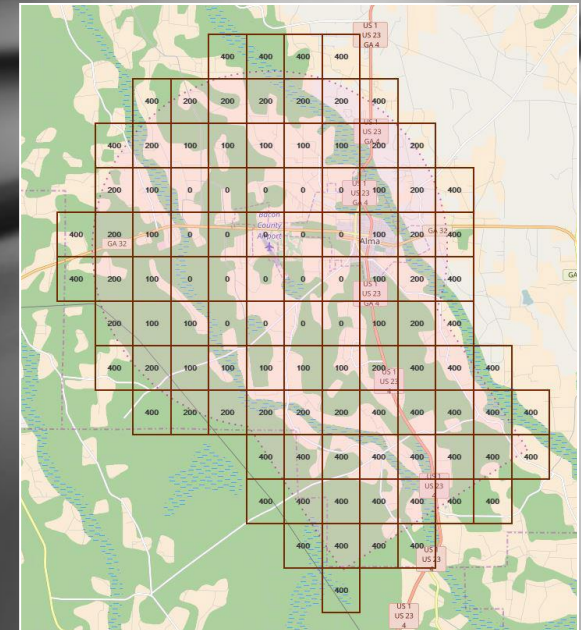 US 1
US 23
GA 4
400 400 400 400
400 200 200 200 200 200 400
US 1
US 23
GA 4
400 200 100 100 100 100 100 200 200
US 1
US 23
GA 4
200 100 0 0 0 0 0 100 200 400
Bacon
County
Airport
400 200 100 0 0 0 0 0 100 200 400
GA 32
Alma
GA 32
GA
400 200 100 0 0 0 0 0 100 200 400
US 1
US 23
GA 4
200 100 100 0 0 0 0 100 200 400
400 200 100 100 100 100 100 200 400 400 400
US 1
US 23
400 200 200 200 200 200 200 400 400 400 400
400 400 400 400 400 400 400 400
US 1
US 23
400 400 400 400 400 400 400
400 400 400 400
US 1
US 23
400
US 1
US 23
4